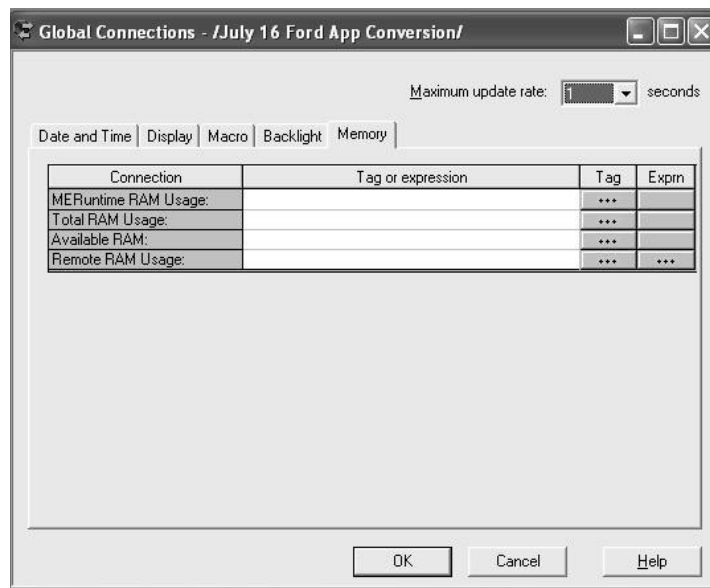 Global Connections - /July 16 Ford App Conversion/
Maximum update rate: 1 seconds
Date and Time Display Macro Backlight Memory
Connection Tag or expression Tag Exprn
MERuntime RAM Usage: ...
Total RAM Usage: ...
Available RAM: ...
Remote RAM Usage: ... ...
OK Cancel Help